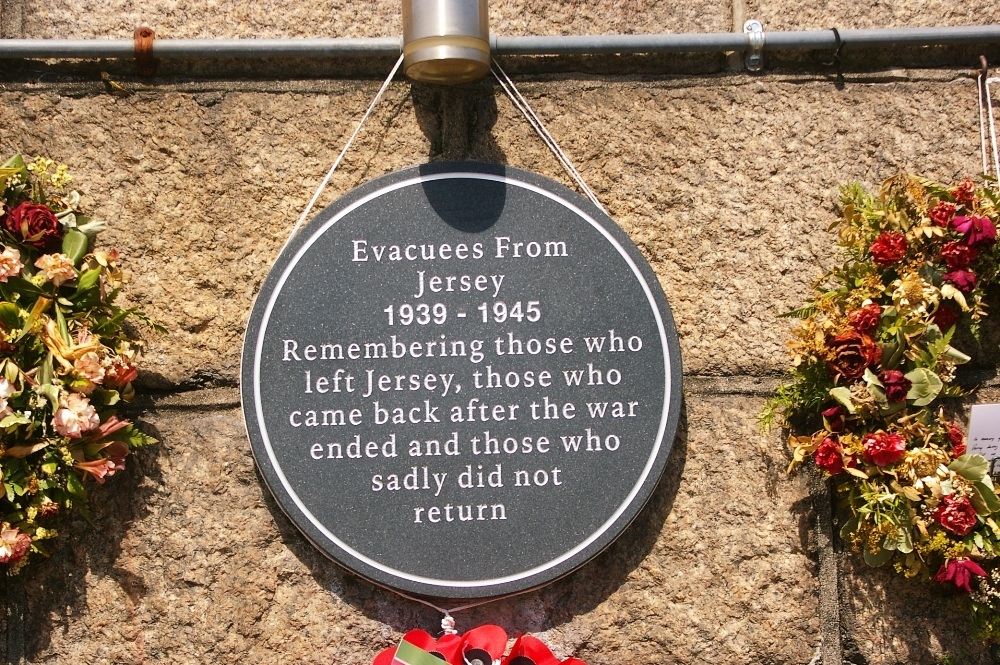 Evacuees From
Jersey
1939 - 1945
Remembering those who
left Jersey, those who
came back after the war
ended and those who
sadly did not
return